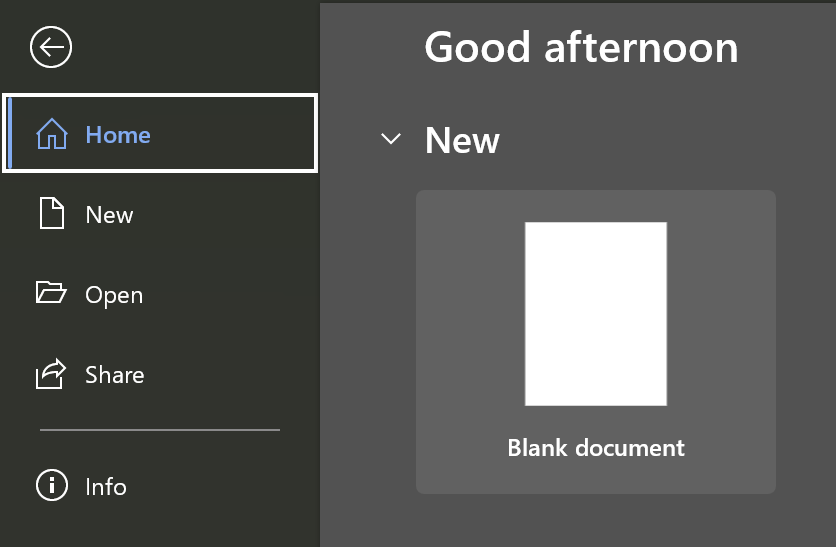 Home
New
Open
Share
Info
Good afternoon
New
Blank document